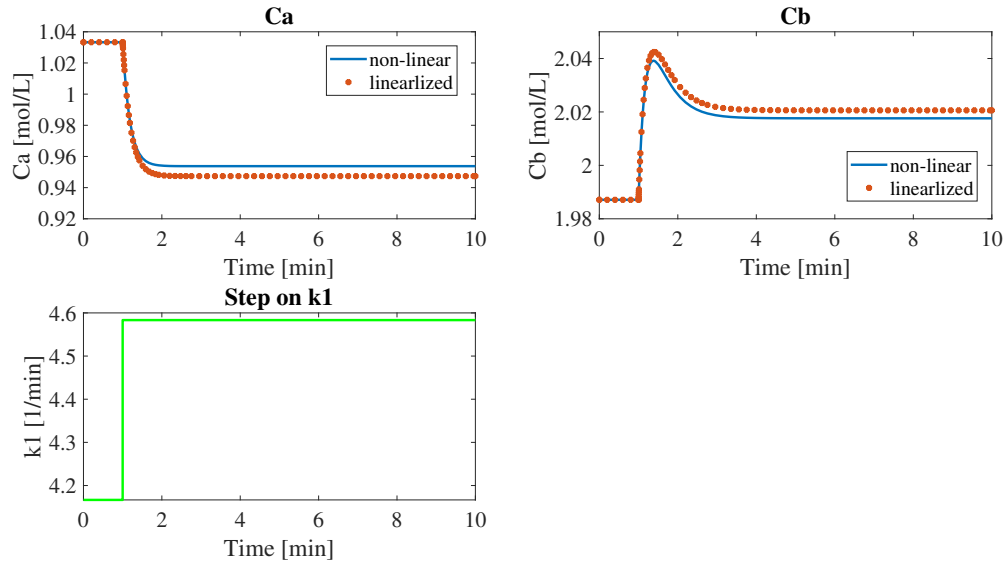 Ca
1.04
1.02
1
0.98
0.96
0.94
0.92
Ca [mol/L]
non-linear
linearlized
0 2 4 6 8 10
Time [min]
Cb
2.04
2.02
2
1.98
Cb [mol/L]
non-linear
linearlized
0 2 4 6 8 10
Time [min]
Step on k1
4.6
4.5
4.4
4.3
4.2
k1 [1/min]
0 2 4 6 8 10
Time [min]